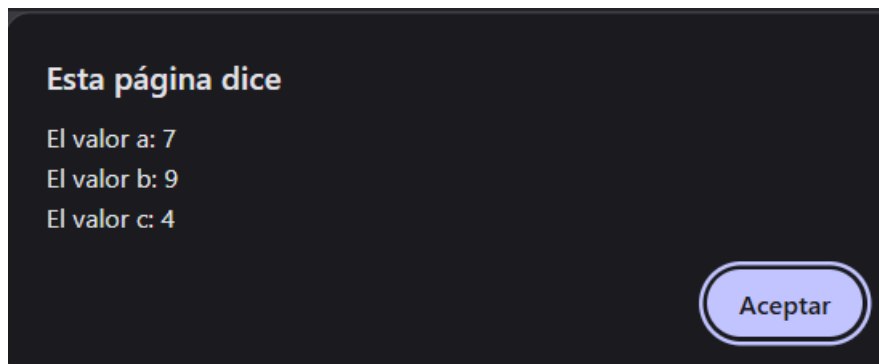 Esta página dice
El valor a: 7
El valor b: 9
El valor c: 4
Aceptar